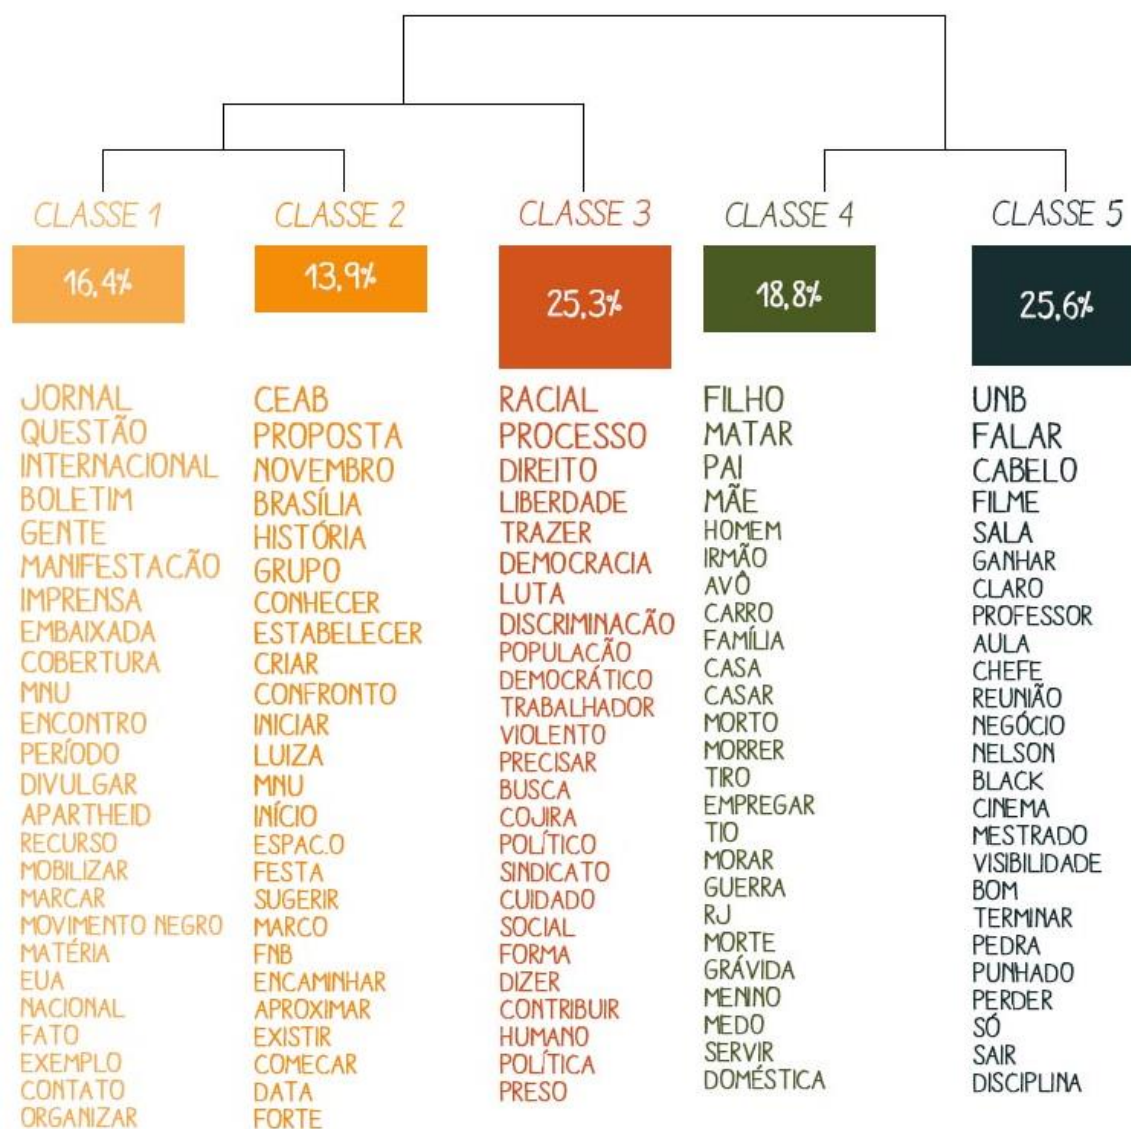 CLASSE 1
16,4%
JORNAL
QUESTÃO
INTERNACIONAL
BOLETIM
GENTE
MANIFESTACÃO
IMPRENSA
EMBAIXADA
COBERTURA
MNU
ENCONTRO
PERÍODO
DIVULGAR
APARTHEID
RECURSO
MOBILIZAR
MARCAR
MOVIMENTO NEGRO
MATÉRIA
EUA
NACIONAL
FATO
EXEMPLO
CONTATO
ORGANIZAR
CLASSE 2
13,9%
CEAB
PROPOSTA
NOVEMBRO
BRASÍLIA
HISTÓRIA
GRUPO
CONHECER
ESTABELECER
CRIAR
CONFRONTO
INICIAR
LUIZA
MNU
INÍCIO
ESPAC.O
FESTA
SUGERIR
MARCO
FNB
ENCAMINHAR
APROXIMAR
EXISTIR
COMECAR
DATA
FORTE
CLASSE 3
25,3%
RACIAL
PROCESSO
DIREITO
LIBERDADE
TRAZER
DEMOCRACIA
LUTA
DISCRIMINACÃO
POPULAÇÃO
DEMOCRÁTICO
TRABALHADOR
VIOLENTO
PRECISAR
BUSCA
COJIRA
POLÍTICO
SINDICATO
CUIDADO
SOCIAL
FORMA
DIZER
CONTRIBUIR
HUMANO
POLÍTICA
PRESO
CLASSE 4
18,8%
FILHO
MATAR
PAI
MÃE
HOMEM
IRMÃO
AVÔ
CARRO
FAMÍLIA
CASA
CASAR
MORTO
MORRER
TIRO
EMPREGAR
TIO
MORAR
GUERRA
RJ
MORTE
GRÁVIDA
MENINO
MEDO
SERVIR
DOMÉSTICA
CLASSE 5
25,6%
UNB
FALAR
CABELO
FILME
SALA
GANHAR
CLARO
PROFESSOR
AULA
CHEFE
REUNIÃO
NEGÓCIO
NELSON
BLACK
CINEMA
MESTRADO
VISIBILIDADE
BOM
TERMINAR
PEDRA
PUNHADO
PERDER
SÓ
SAIR
DISCIPLINA